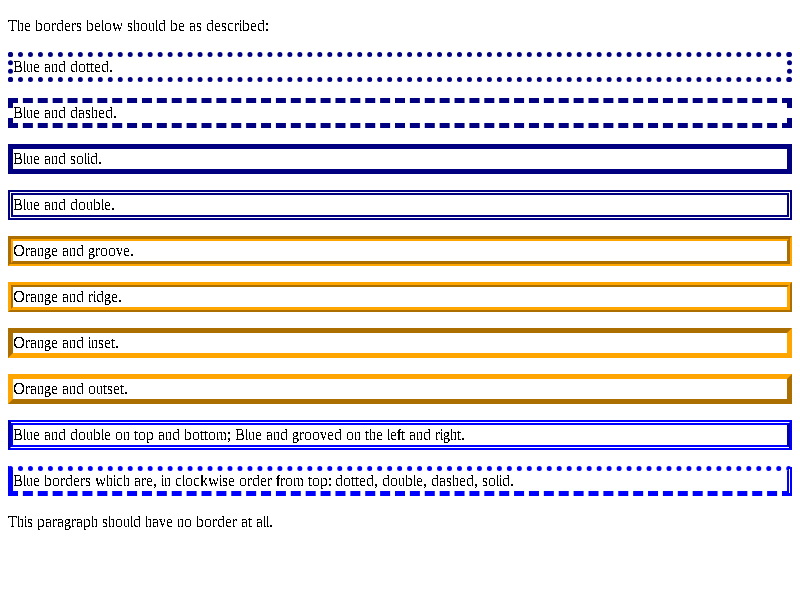 The borders below should be as described:
Blue and dotted.
Blue and dashed.
Blue and solid.
Blue and double.
Orange and groove.
Orange and ridge.
Orange and inset.
Orange and outset.
Blue and double on top and bottom; Blue and grooved on the left and right.
Blue borders which are, in clockwise order from top: dotted, double, dashed, solid.
This paragraph should have no border at all.